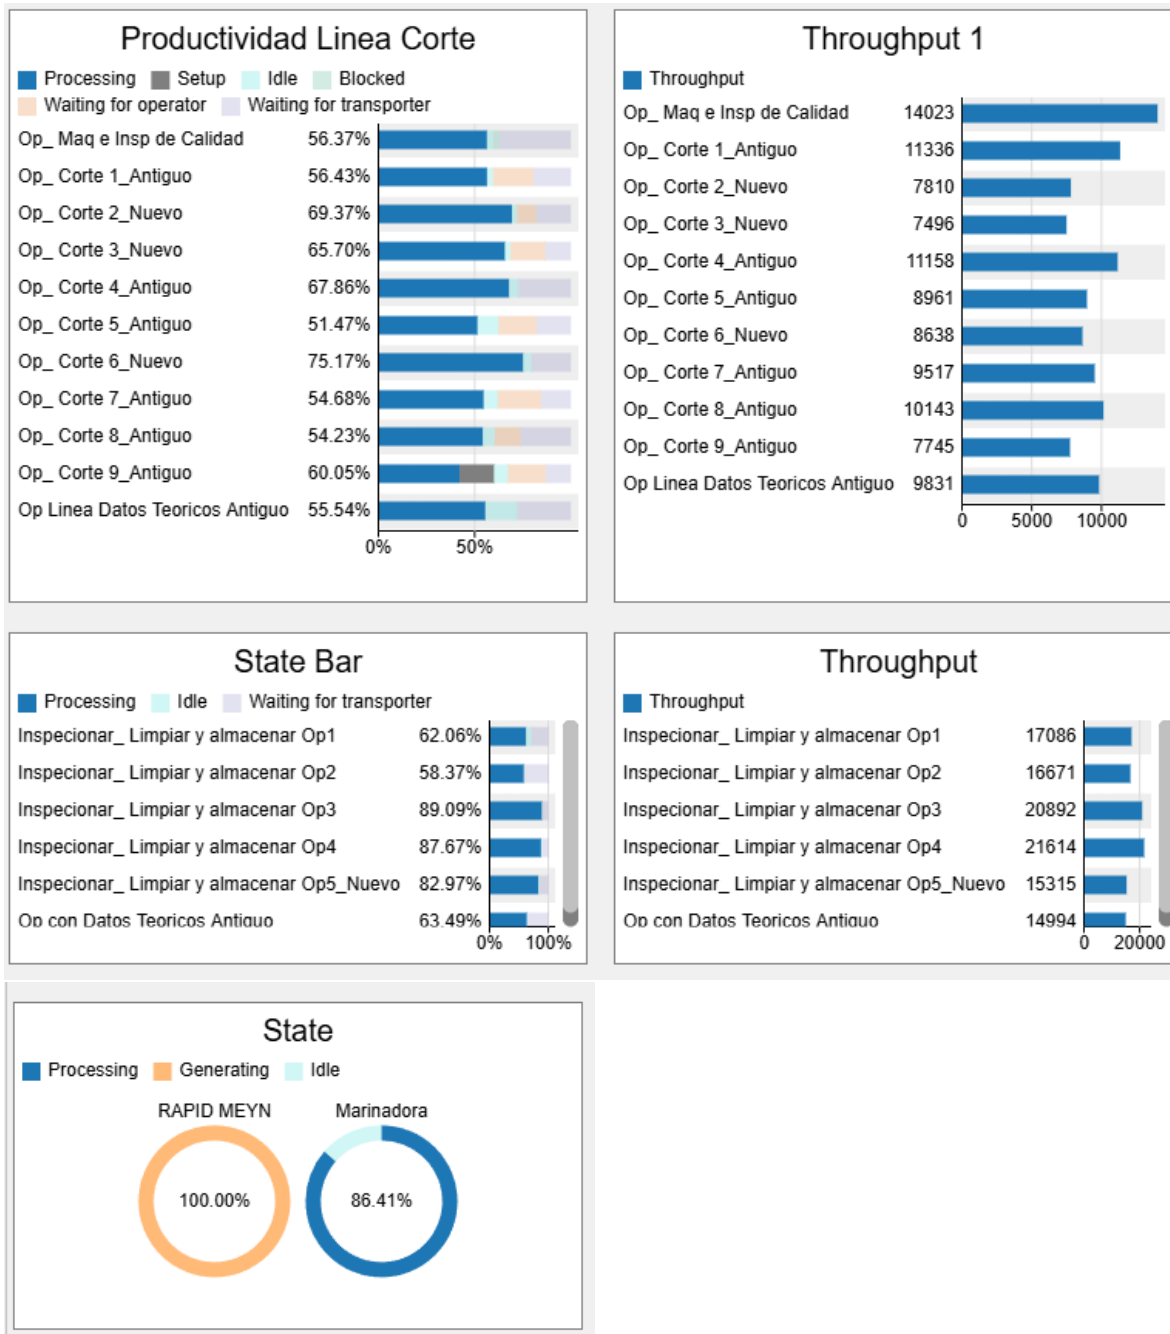 Productividad Linea Corte
Processing Setup Idle Blocked
Waiting for operator Waiting for transporter
Op_ Maq e Insp de Calidad 56.37%
Op_ Corte 1_Antiguo 56.43%
Op_ Corte 2_Nuevo 69.37%
Op_ Corte 3_Nuevo 65.70%
Op_ Corte 4_Antiguo 67.86%
Op_ Corte 5_Antiguo 51.47%
Op_ Corte 6_Nuevo 75.17%
Op_ Corte 7_Antiguo 54.68%
Op_ Corte 8_Antiguo 54.23%
Op_ Corte 9_Antiguo 60.05%
Op Linea Datos Teoricos Antiguo 55.54%
0% 50%
Throughput 1
Throughput
Op_ Maq e Insp de Calidad 14023
Op_ Corte 1_Antiguo 11336
Op_ Corte 2_Nuevo 7810
Op_ Corte 3_Nuevo 7496
Op_ Corte 4_Antiguo 11158
Op_ Corte 5_Antiguo 8961
Op_ Corte 6_Nuevo 8638
Op_ Corte 7_Antiguo 9517
Op_ Corte 8_Antiguo 10143
Op_ Corte 9_Antiguo 7745
Op Linea Datos Teoricos Antiguo 9831
0 5000 10000
State Bar
Processing Idle Waiting for transporter
Inspecionar_ Limpiar y almacenar Op1 62.06%
Inspecionar_ Limpiar y almacenar Op2 58.37%
Inspecionar_ Limpiar y almacenar Op3 89.09%
Inspecionar_ Limpiar y almacenar Op4 87.67%
Inspecionar_ Limpiar y almacenar Op5_Nuevo 82.97%
Op con Datos Teoricos Antiguo 63.49%
0% 100%
Throughput
Throughput
Inspecionar_ Limpiar y almacenar Op1 17086
Inspecionar_ Limpiar y almacenar Op2 16671
Inspecionar_ Limpiar y almacenar Op3 20892
Inspecionar_ Limpiar y almacenar Op4 21614
Inspecionar_ Limpiar y almacenar Op5_Nuevo 15315
Op con Datos Teoricos Antiguo 14994
0 20000
State
Processing Generating Idle
RAPID MEYN Marinadora
100.00% 86.41%